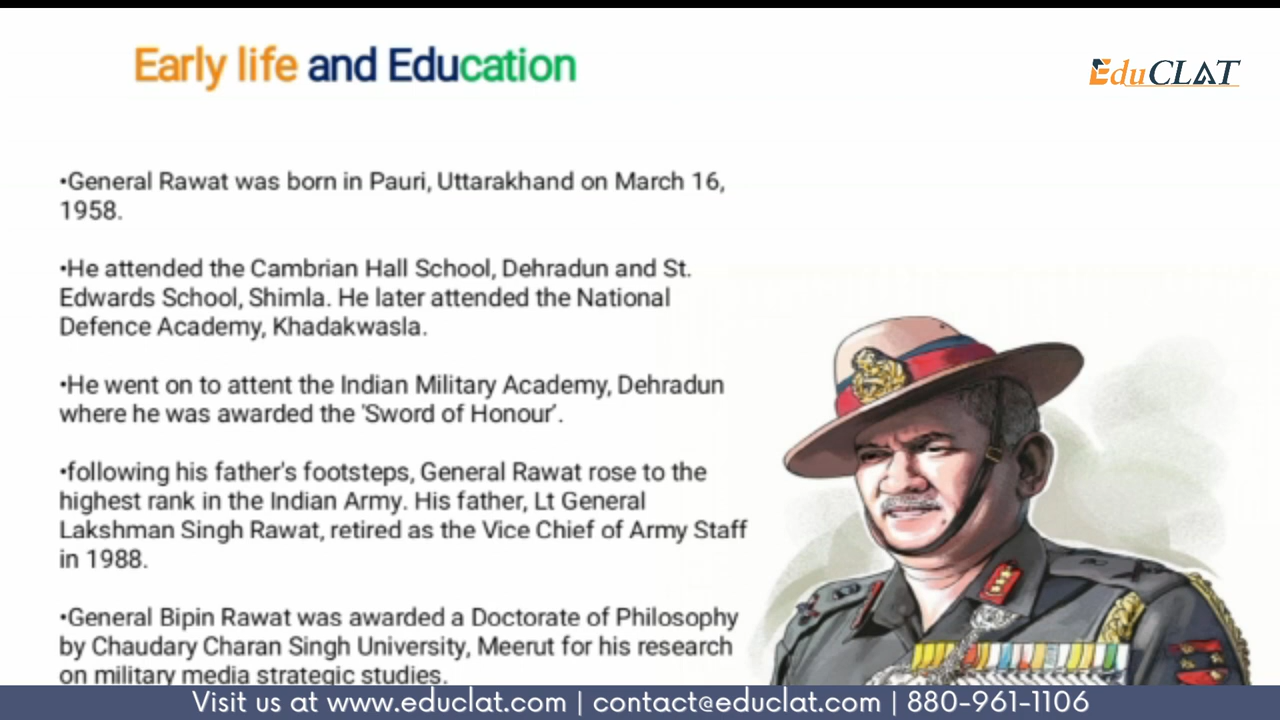 Early life and Education
EduCLAT
•General Rawat was born in Pauri, Uttarakhand on March 16,
1958.
•He attended the Cambrian Hall School, Dehradun and St.
Edwards School, Shimla. He later attended the National
Defence Academy, Khadakwasla.
•He went on to attent the Indian Military Academy, Dehradun
where he was awarded the 'Sword of Honour'.
•following his father's footsteps, General Rawat rose to the
highest rank in the Indian Army. His father, Lt General
Lakshman Singh Rawat, retired as the Vice Chief of Army Staff
in 1988.
•General Bipin Rawat was awarded a Doctorate of Philosophy
by Chaudary Charan Singh University, Meerut for his research
on military media strategic studies.
Visit us at www.educlat.com | contact@educlat.com | 880-961-1106